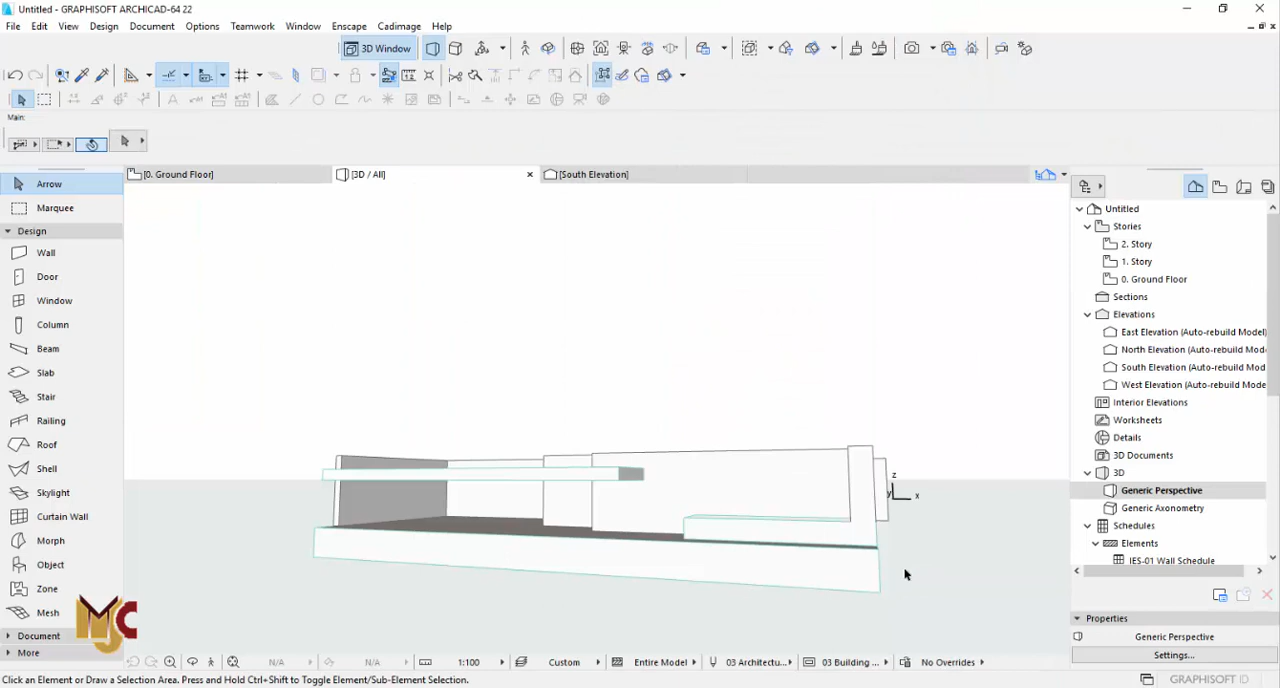 Untitled - GRAPHISOFT ARCHICAD-64 22
File Edit View Design Document Options Teamwork Window Enscape Cadimage Help
3D Window
Main:
[0. Ground Floor] [3D / All] [South Elevation]
Arrow
Marquee
Design
Wall
Door
Window
Column
Beam
Slab
Stair
Railing
Roof
Shell
Skylight
Curtain Wall
Morph
Object
Zone
Mesh
Document
More
MJC
z
y
x
Untitled
Stories
2. Story
1. Story
0. Ground Floor
Sections
Elevations
East Elevation (Auto-rebuild Model)
North Elevation (Auto-rebuild Mod
South Elevation (Auto-rebuild Mod
West Elevation (Auto-rebuild Mode
Interior Elevations
Worksheets
Details
3D Documents
3D
Generic Perspective
Generic Axonometry
Schedules
Elements
IES-01 Wall Schedule
Properties
Generic Perspective
Settings...
N/A N/A 1:100 Custom Entire Model 03 Architectu... 03 Building ... No Overrides
Click an Element or Draw a Selection Area. Press and Hold Ctrl+Shift to Toggle Element/Sub-Element Selection.
GRAPHISOFT ID